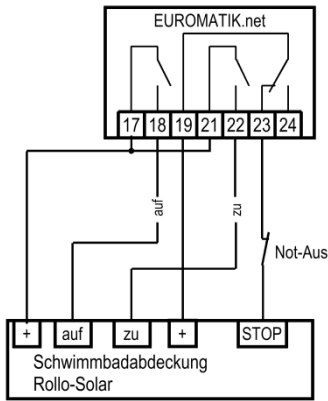 EUROMATIK.net
17 18 19 21 22 23 24
auf
zu
Not-Aus
+ auf zu + STOP
Schwimmbadabdeckung
Rollo-Solar